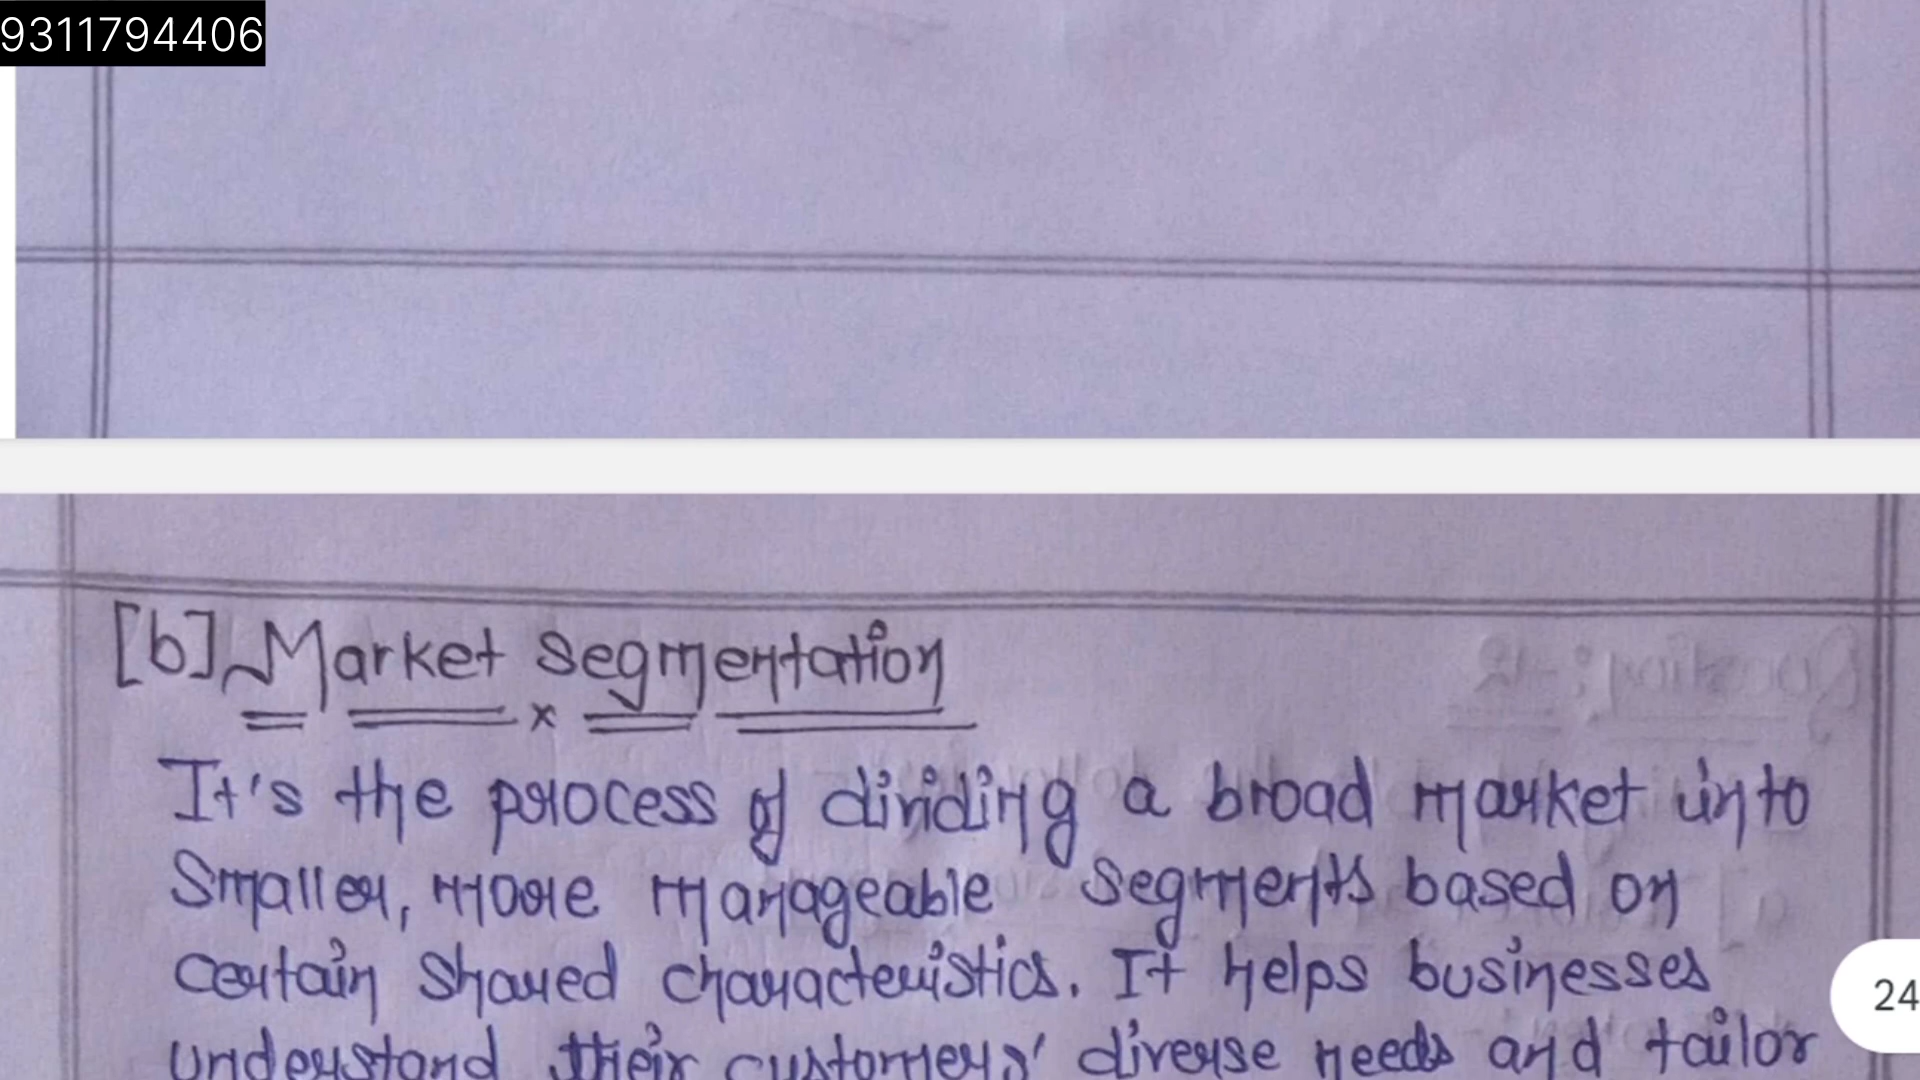 9311794406
[b] Market Segmentation
It's the process of dividing a broad market into
Smaller, more manageable segments based on
certain shared characteristics. It helps businesses
24
understand their customers' diverse needs and tailor